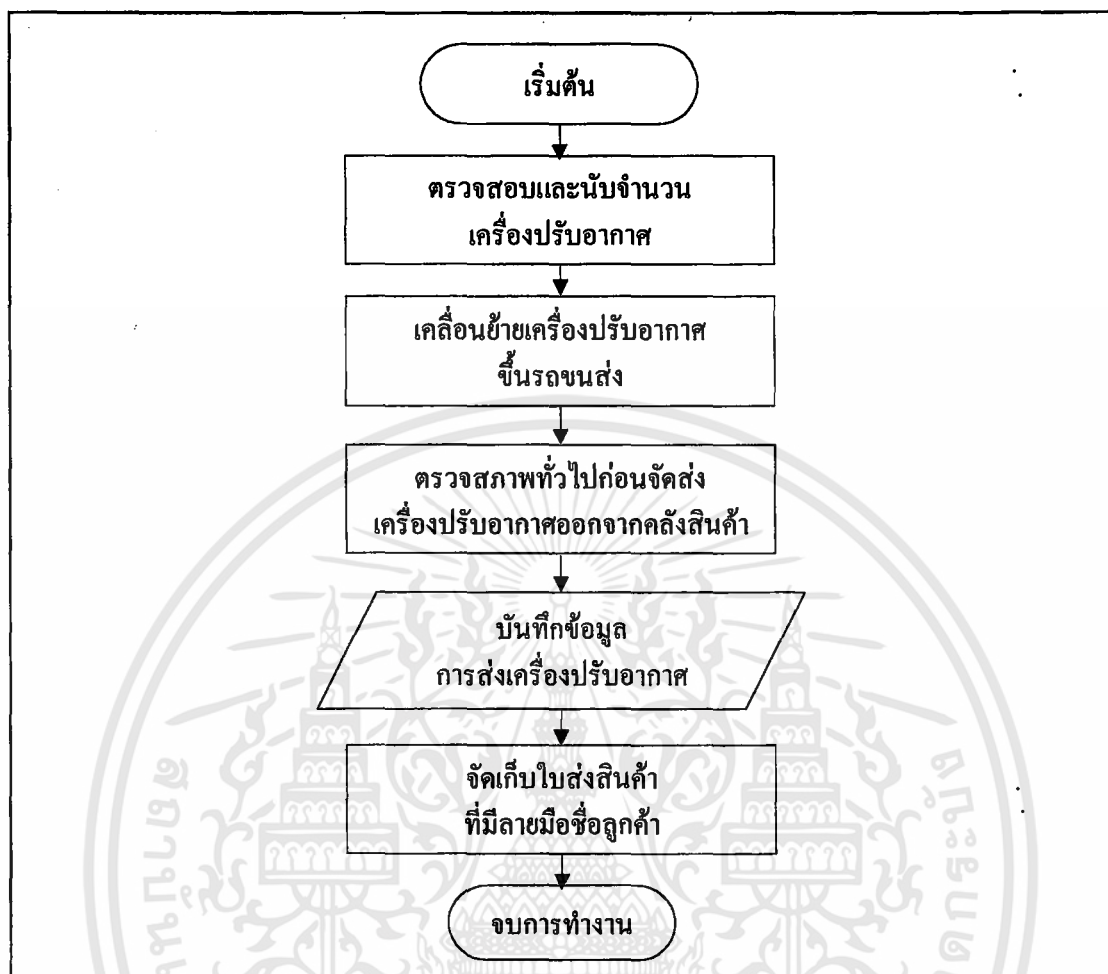 เริ่มต้น
ตรวจสอบและนับจำนวน
เครื่องปรับอากาศ
เคลื่อนย้ายเครื่องปรับอากาศ
ขึ้นรถขนส่ง
ตรวจสภาพทั่วไปก่อนจัดส่ง
เครื่องปรับอากาศออกจากคลังสินค้า
บันทึกข้อมูล
การส่งเครื่องปรับอากาศ
จัดเก็บใบส่งสินค้า
ที่มีลายมือชื่อลูกค้า
จบการทำงาน